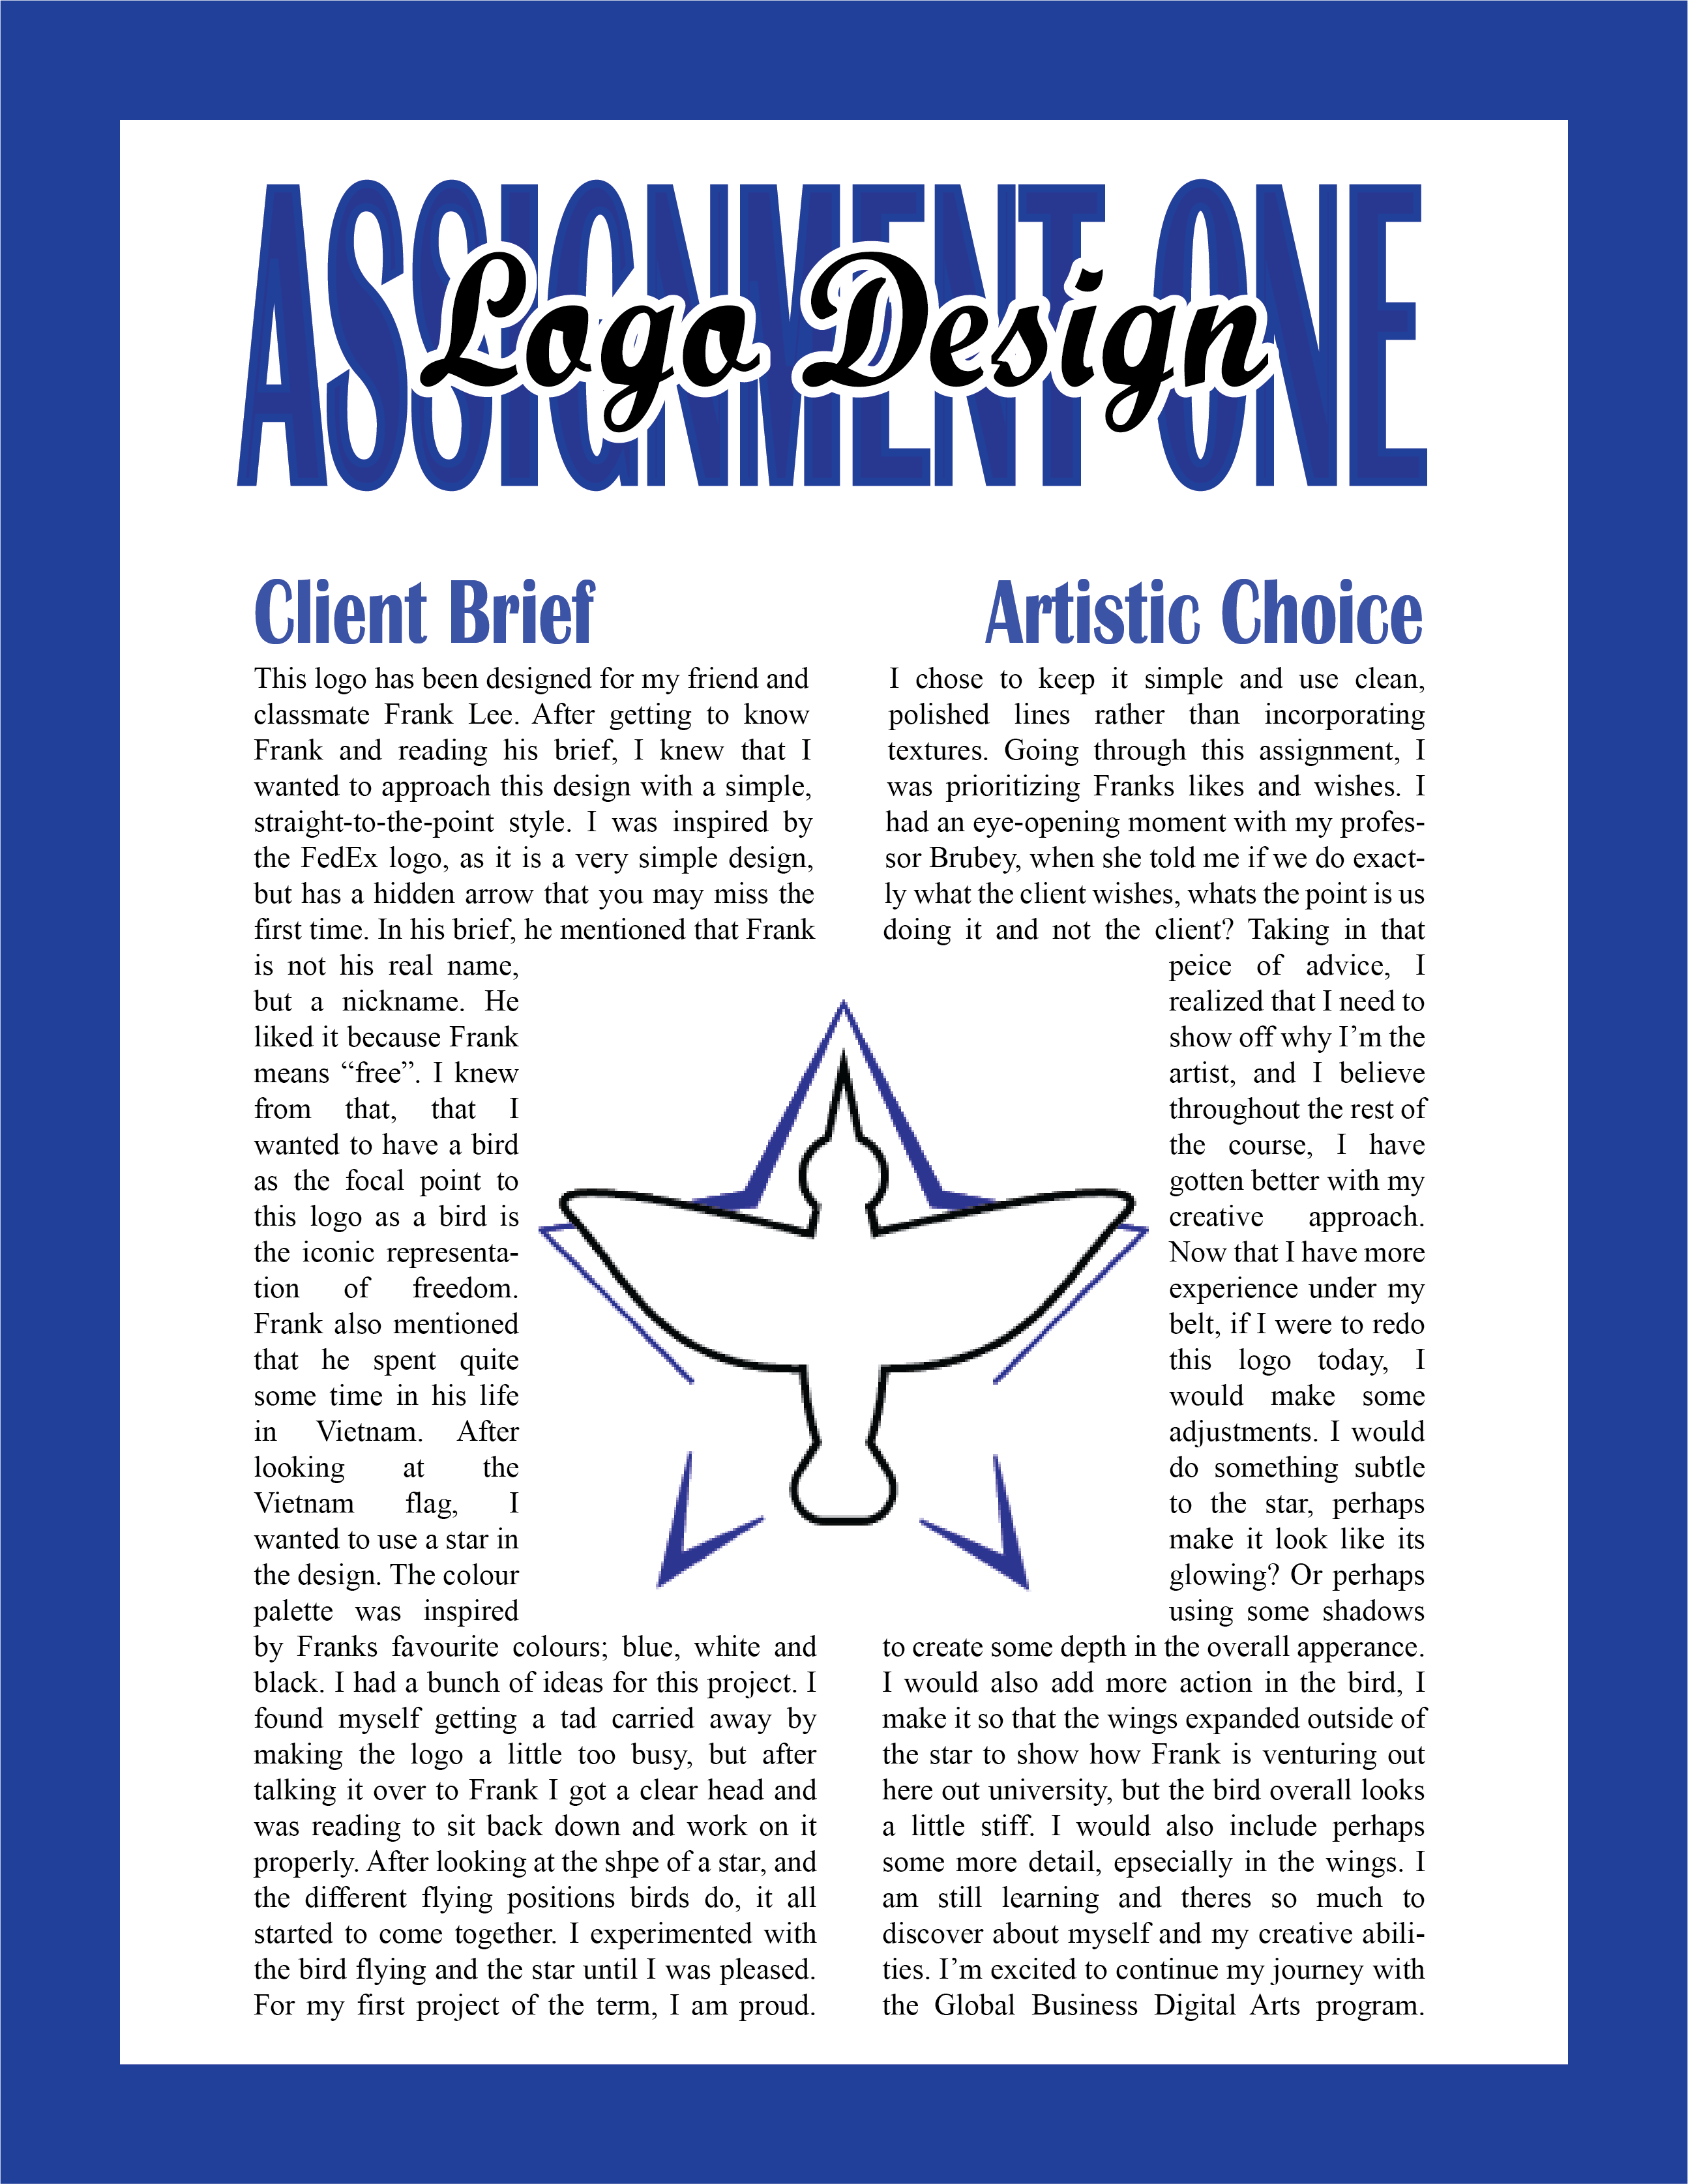 ASSIGNMENT ONE
Logo Design
Client Brief
This logo has been designed for my friend and
classmate Frank Lee. After getting to know
Frank and reading his brief, I knew that I
wanted to approach this design with a simple,
straight-to-the-point style. I was inspired by
the FedEx logo, as it is a very simple design,
but has a hidden arrow that you may miss the
first time. In his brief, he mentioned that Frank
is not his real name,
but a nickname. He
liked it because Frank
means “free”. I knew
from that, that I
wanted to have a bird
as the focal point to
this logo as a bird is
the iconic representa-
tion of freedom.
Frank also mentioned
that he spent quite
some time in his life
in Vietnam. After
looking at the
Vietnam flag, I
wanted to use a star in
the design. The colour
palette was inspired
by Franks favourite colours; blue, white and
black. I had a bunch of ideas for this project. I
found myself getting a tad carried away by
making the logo a little too busy, but after
talking it over to Frank I got a clear head and
was reading to sit back down and work on it
properly. After looking at the shpe of a star, and
the different flying positions birds do, it all
started to come together. I experimented with
the bird flying and the star until I was pleased.
For my first project of the term, I am proud.
Artistic Choice
I chose to keep it simple and use clean,
polished lines rather than incorporating
textures. Going through this assignment, I
was prioritizing Franks likes and wishes. I
had an eye-opening moment with my profes-
sor Brubey, when she told me if we do exact-
ly what the client wishes, whats the point is us
doing it and not the client? Taking in that
peice of advice, I
realized that I need to
show off why I’m the
artist, and I believe
throughout the rest of
the course, I have
gotten better with my
creative approach.
Now that I have more
experience under my
belt, if I were to redo
this logo today, I
would make some
adjustments. I would
do something subtle
to the star, perhaps
make it look like its
glowing? Or perhaps
using some shadows
to create some depth in the overall apperance.
I would also add more action in the bird, I
make it so that the wings expanded outside of
the star to show how Frank is venturing out
here out university, but the bird overall looks
a little stiff. I would also include perhaps
some more detail, epsecially in the wings. I
am still learning and theres so much to
discover about myself and my creative abili-
ties. I’m excited to continue my journey with
the Global Business Digital Arts program.